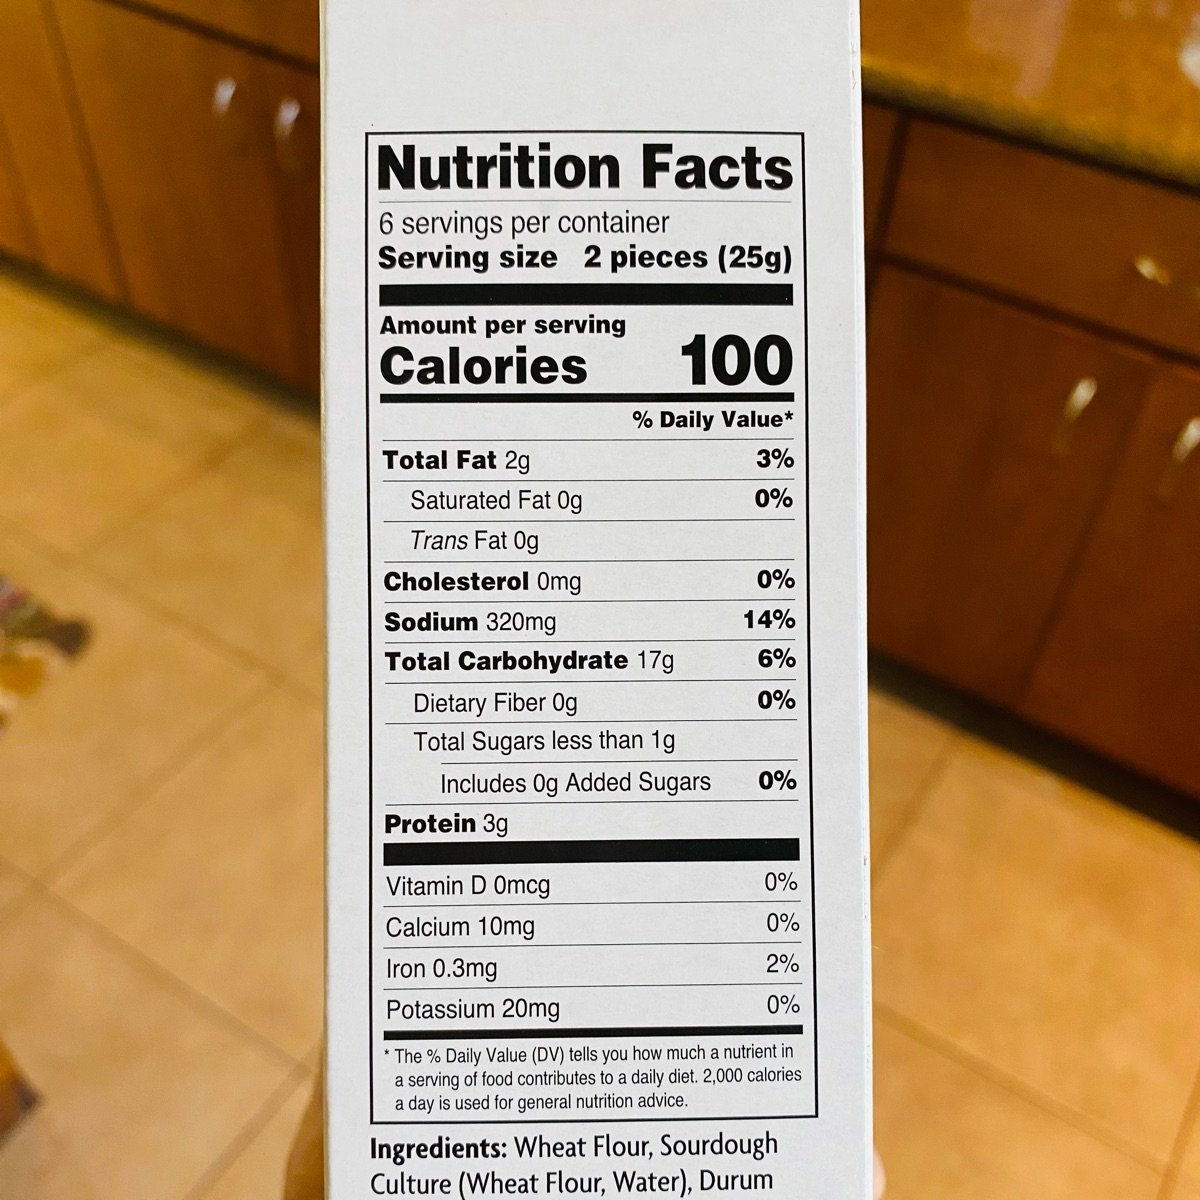 Nutrition Facts
6 servings per container
Serving size 2 pieces (25g)
Amount per serving
Calories 100
% Daily Value*
Total Fat 2g 3%
Saturated Fat 0g 0%
Trans Fat 0g
Cholesterol 0mg 0%
Sodium 320mg 14%
Total Carbohydrate 17g 6%
Dietary Fiber 0g 0%
Total Sugars less than 1g
Includes 0g Added Sugars 0%
Protein 3g
Vitamin D 0mcg 0%
Calcium 10mg 0%
Iron 0.3mg 2%
Potassium 20mg 0%
* The % Daily Value (DV) tells you how much a nutrient in
a serving of food contributes to a daily diet. 2,000 calories
a day is used for general nutrition advice.
Ingredients: Wheat Flour, Sourdough
Culture (Wheat Flour, Water), Durum